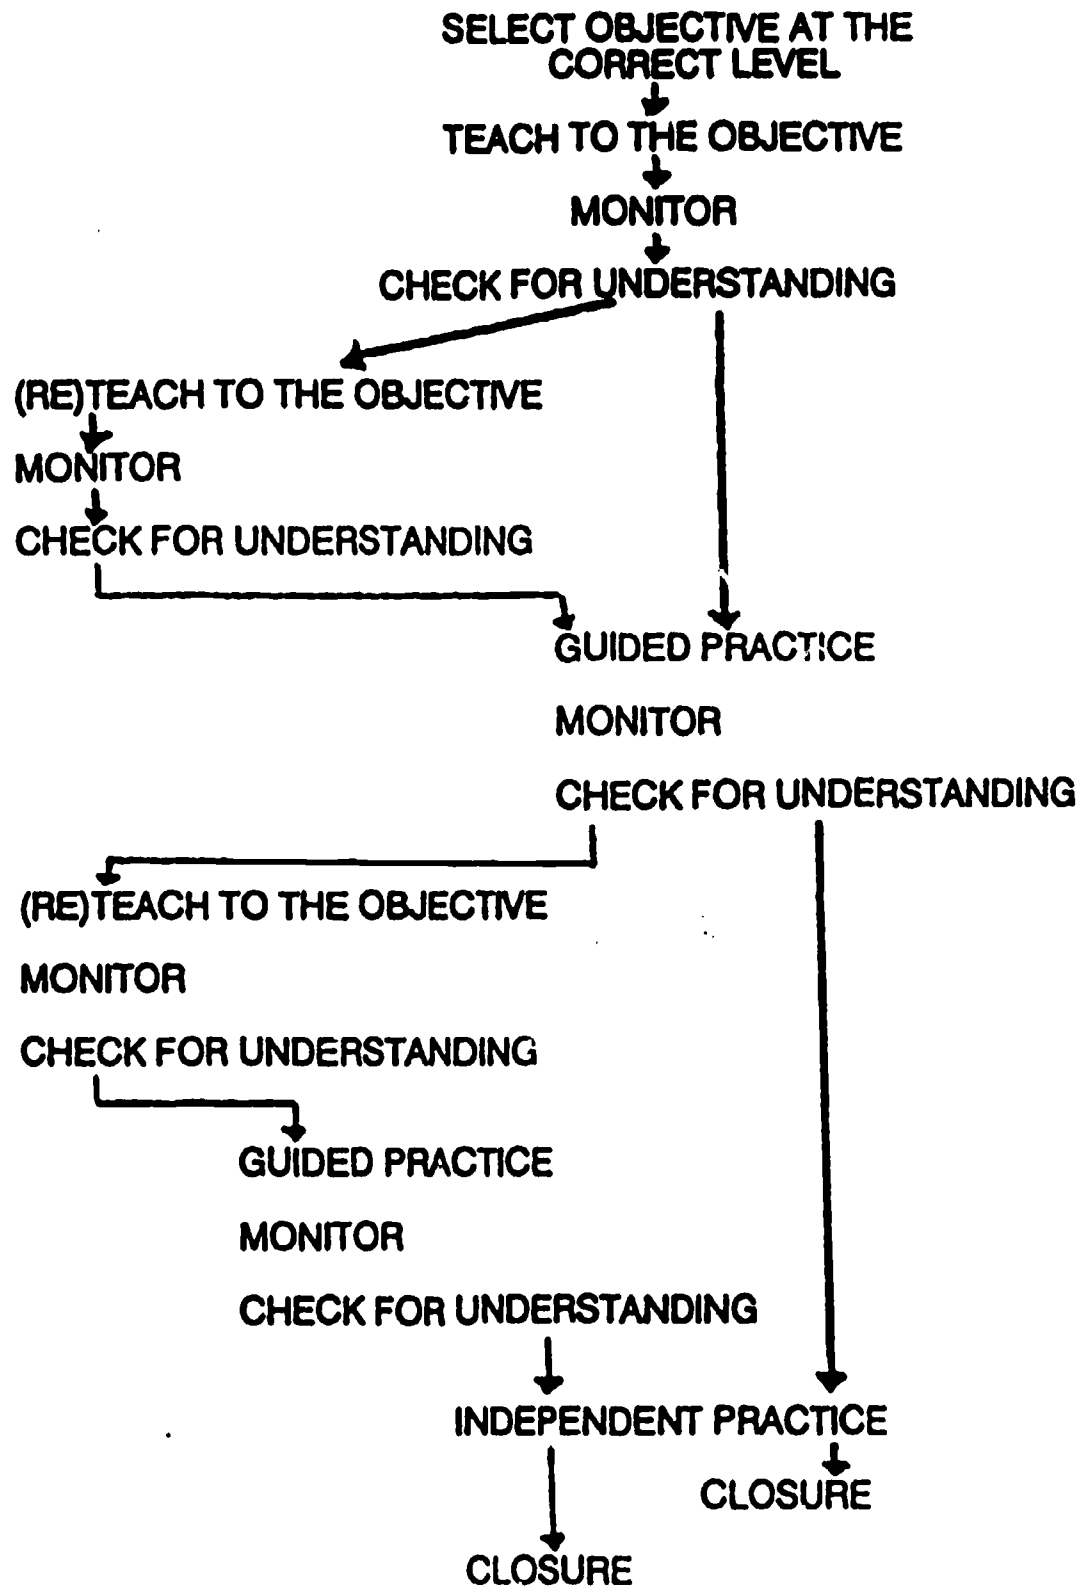 SELECT OBJECTIVE AT THE
CORRECT LEVEL
TEACH TO THE OBJECTIVE
MONITOR
CHECK FOR UNDERSTANDING
(RE)TEACH TO THE OBJECTIVE
MONITOR
CHECK FOR UNDERSTANDING
GUIDED PRACTICE
MONITOR
CHECK FOR UNDERSTANDING
(RE)TEACH TO THE OBJECTIVE
MONITOR
CHECK FOR UNDERSTANDING
GUIDED PRACTICE
MONITOR
CHECK FOR UNDERSTANDING
INDEPENDENT PRACTICE
CLOSURE
CLOSURE